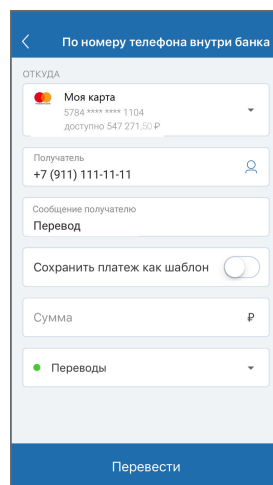 По номеру телефона внутри банка
ОТКУДА
Моя карта
5784 **** **** 1104
доступно 547 271,50 ₽
Получатель
+7 (911) 111-11-11
Сообщение получателю
Перевод
Сохранить платеж как шаблон
Сумма ₽
Переводы
Перевести